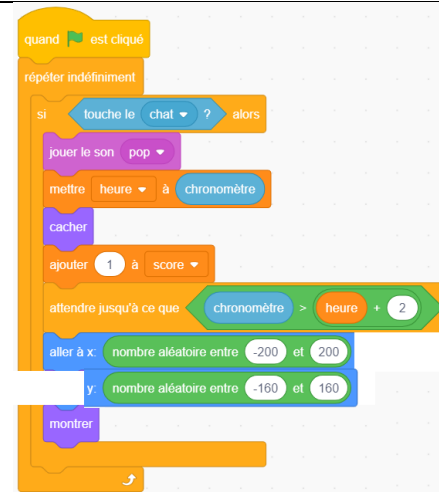 quand est cliqué
répéter indéfiniment
si touche le chat ? alors
jouer le son pop
mettre heure à chronomètre
cacher
ajouter 1 à score
attendre jusqu'à ce que chronomètre > heure + 2
aller à x: nombre aléatoire entre -200 et 200
y: nombre aléatoire entre -160 et 160
montrer